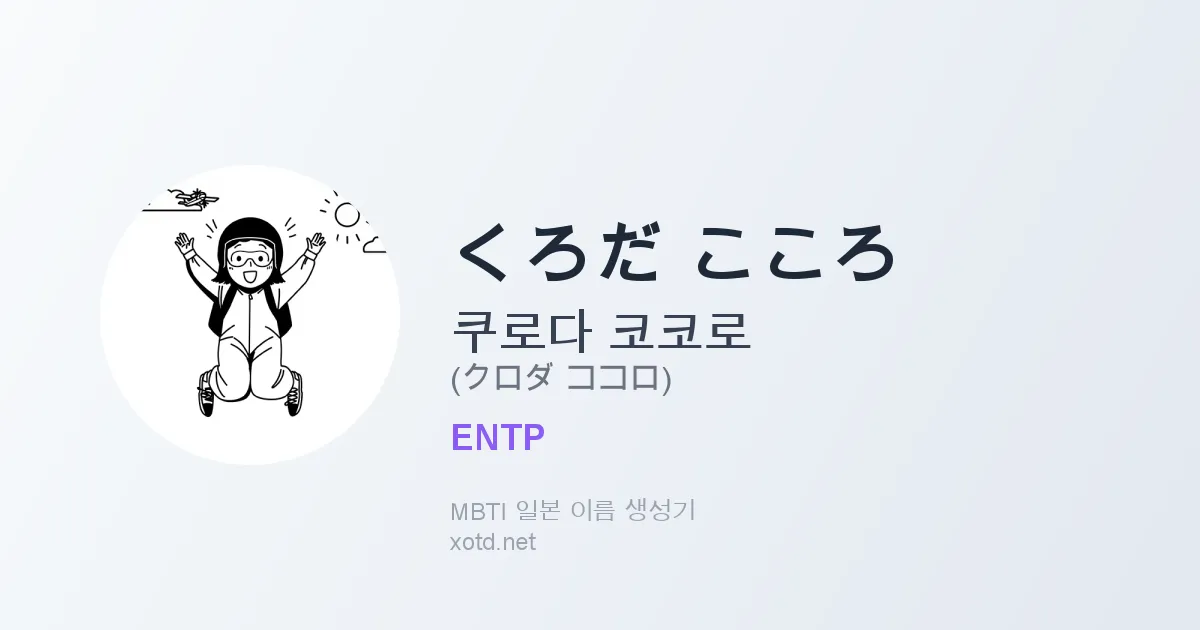 くろだ こころ
쿠로다 코코로
(クロダ ココロ)
ENTP
MBTI 일본 이름 생성기
xotd.net